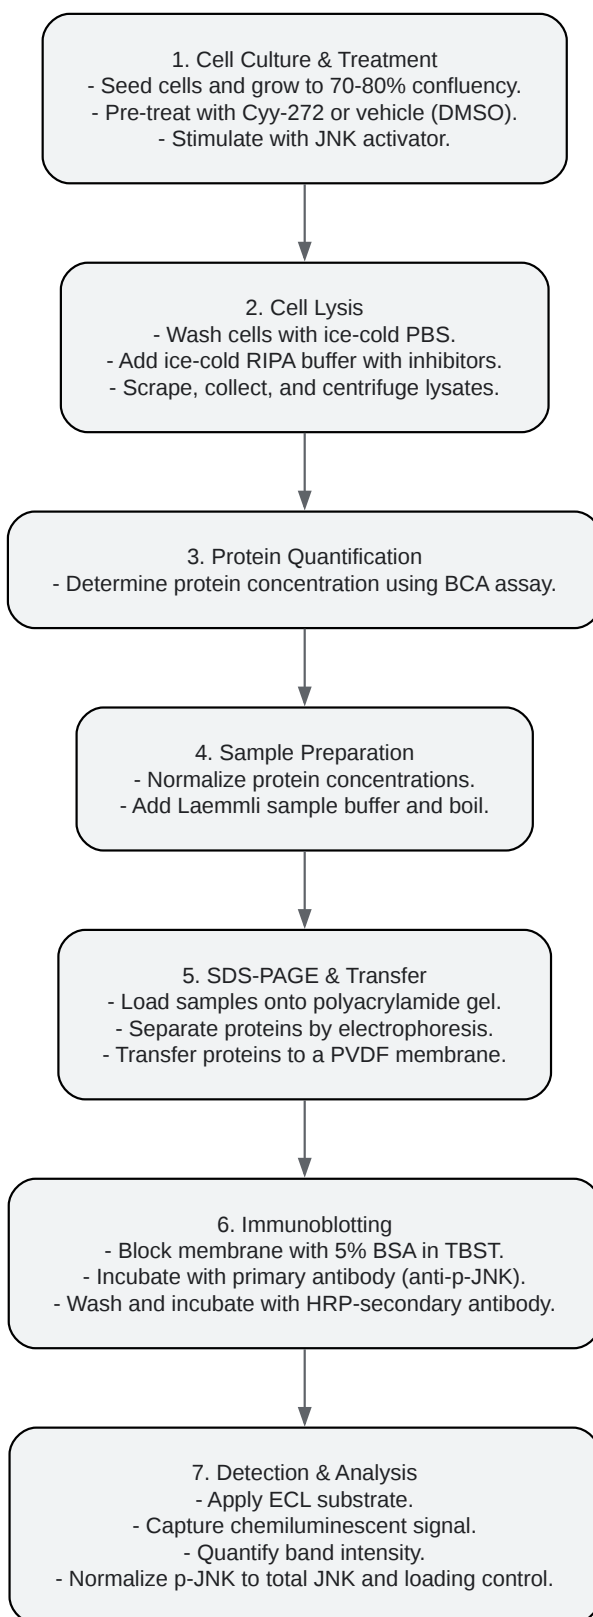 1. Cell Culture & Treatment
- Seed cells and grow to 70-80% confluency.
- Pre-treat with Cyy-272 or vehicle (DMSO).
- Stimulate with JNK activator.
2. Cell Lysis
- Wash cells with ice-cold PBS.
- Add ice-cold RIPA buffer with inhibitors.
- Scrape, collect, and centrifuge lysates.
3. Protein Quantification
- Determine protein concentration using BCA assay.
4. Sample Preparation
- Normalize protein concentrations.
- Add Laemmli sample buffer and boil.
5. SDS-PAGE & Transfer
- Load samples onto polyacrylamide gel.
- Separate proteins by electrophoresis.
- Transfer proteins to a PVDF membrane.
6. Immunoblotting
- Block membrane with 5% BSA in TBST.
- Incubate with primary antibody (anti-p-JNK).
- Wash and incubate with HRP-secondary antibody.
7. Detection & Analysis
- Apply ECL substrate.
- Capture chemiluminescent signal.
- Quantify band intensity.
- Normalize p-JNK to total JNK and loading control.